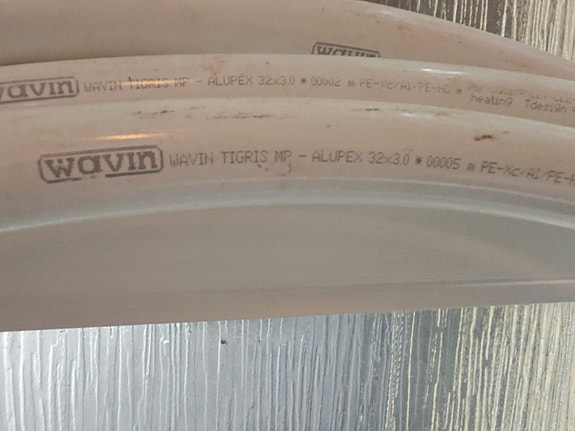 wavin
wavin WAVIN TIGRIS MP - ALUPEX 32x3.0 * 00002 m PE-Xc/Al/PE-HD *
heating Tdesign
wavin WAVIN TIGRIS MP - ALUPEX 32x3.0 * 00005 m PE-Xc/Al/PE-H